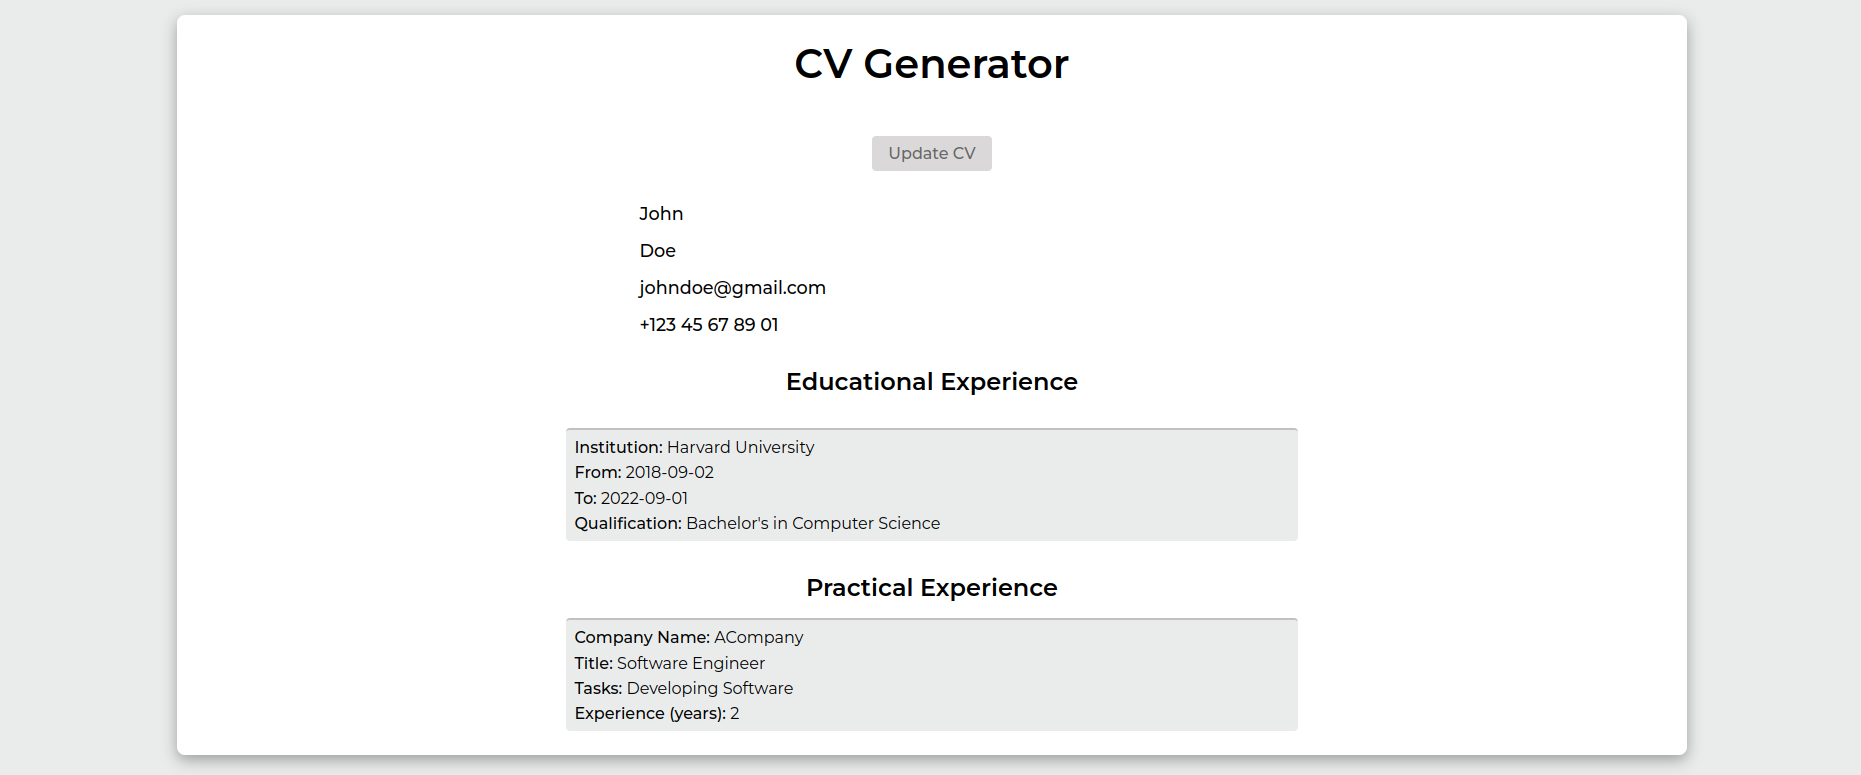 CV Generator
Update CV
John
Doe
johndoe@gmail.com
+123 45 67 89 01
Educational Experience
Institution: Harvard University
From: 2018-09-02
To: 2022-09-01
Qualification: Bachelor's in Computer Science
Practical Experience
Company Name: ACompany
Title: Software Engineer
Tasks: Developing Software
Experience (years): 2